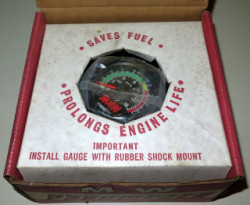 • SAVES FUEL •
PROLONGS ENGINE LIFE
IMPORTANT
INSTALL GAUGE WITH RUBBER SHOCK MOUNT